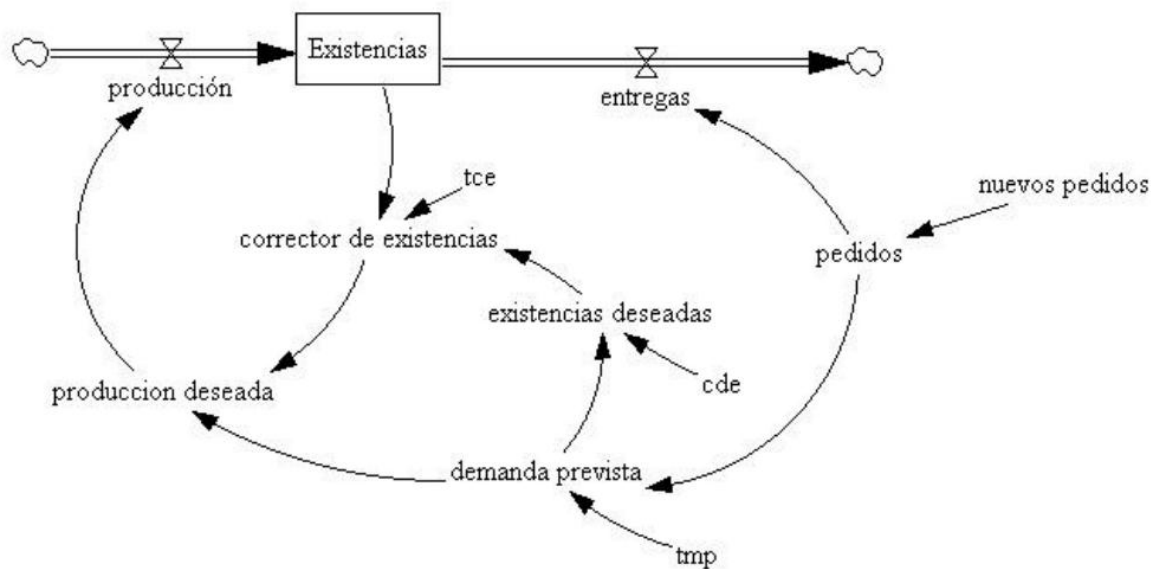 Existencias
producción
entregas
tce
nuevos pedidos
corrector de existencias
pedidos
existencias deseadas
produccion deseada
cde
demanda prevista
tmp